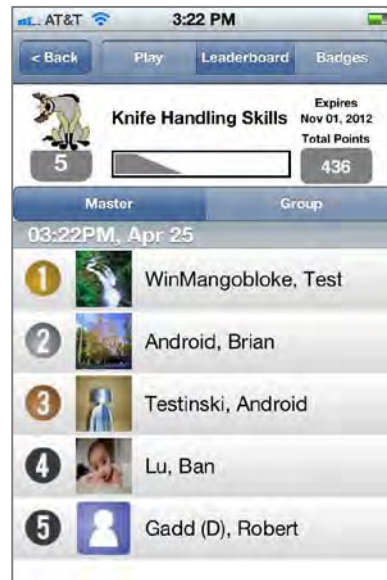 AT&T 3:22 PM
< Back Play Leaderboard Badges
Knife Handling Skills
Expires
Nov 01, 2012
Total Points
5 436
Master Group
03:22PM, Apr 25
1 WinMangobloke, Test
2 Android, Brian
3 Testinski, Android
4 Lu, Ban
5 Gadd (D), Robert